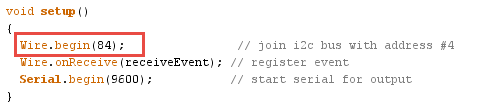 void setup()
{
Wire.begin(84); // join i2c bus with address #4
Wire.onReceive(receiveEvent); // register event
Serial.begin(9600); // start serial for output
}